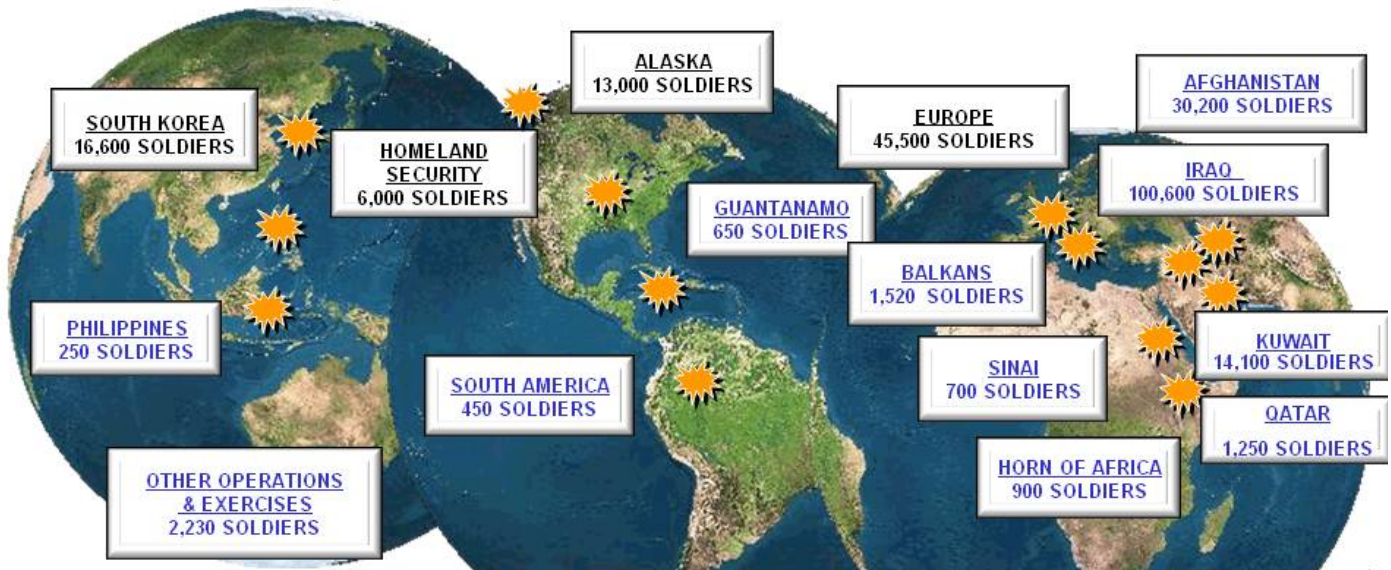 ALASKA
13,000 SOLDIERS
AFGHANISTAN
30,200 SOLDIERS
SOUTH KOREA
16,600 SOLDIERS
EUROPE
45,500 SOLDIERS
HOMELAND
SECURITY
6,000 SOLDIERS
IRAQ
100,600 SOLDIERS
GUANTANAMO
650 SOLDIERS
BALKANS
1,520 SOLDIERS
PHILIPPINES
250 SOLDIERS
KUWAIT
14,100 SOLDIERS
SINAI
700 SOLDIERS
SOUTH AMERICA
450 SOLDIERS
QATAR
1,250 SOLDIERS
HORN OF AFRICA
900 SOLDIERS
OTHER OPERATIONS
& EXERCISES
2,230 SOLDIERS